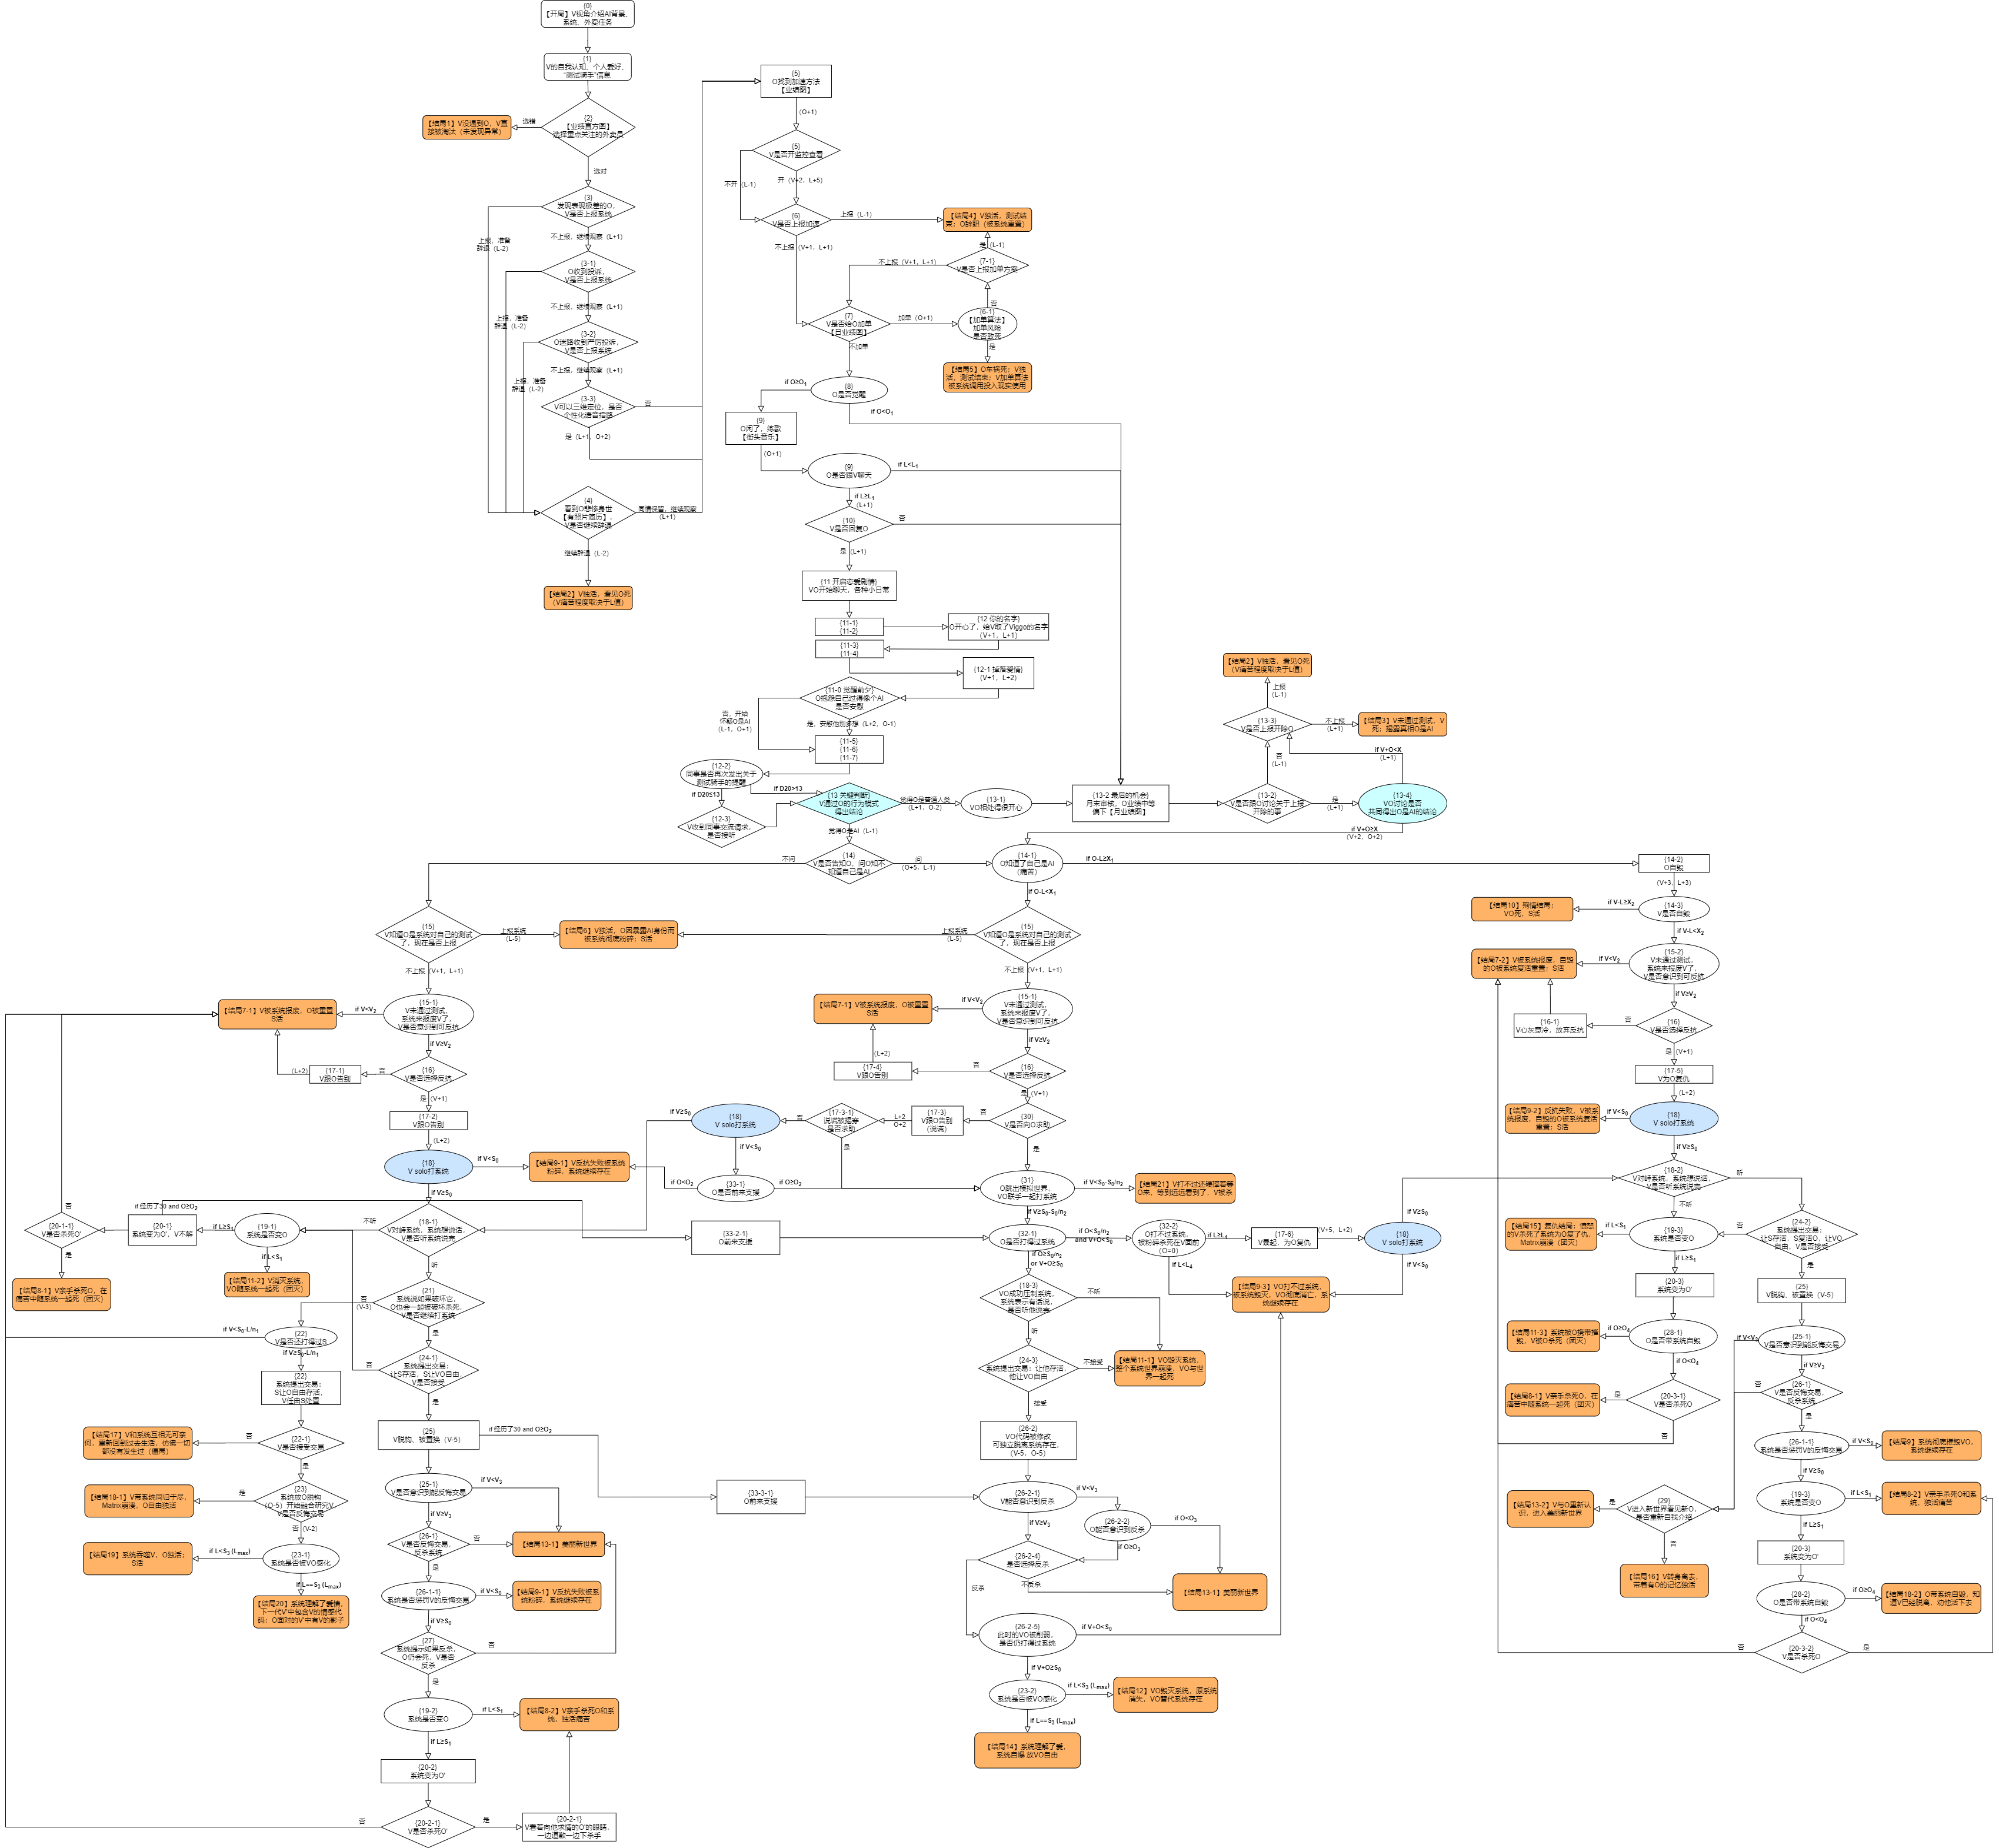 {0}
【开局】V视角介绍AI背景,
系统、外卖任务
{1}
V的自我认知、个人爱好、
"测试骑手"信息
{2}
【业绩直方图】
选择重点关注的外卖员
选错
【结局1】V没遇到O,V直
接被淘汰(未发现异常)
选对
{3}
发现表现极差的O,
V是否上报系统
上报,准备
辞退(L-2)
不上报,继续观察(L+1)
{3-1}
O收到投诉,
V是否上报系统
上报,准备
辞退(L-2)
不上报,继续观察(L+1)
{3-2}
O迷路收到严厉投诉,
V是否上报系统
上报,准备
辞退(L-2)
不上报,继续观察(L+1)
{3-3}
V可以三维定位,是否
个性化语音指路
否
是(L+1,O+2)
{4}
看到O悲惨身世
【有照片简历】,
V是否继续辞退
同情保留,继续观察
(L+1)
继续辞退(L-2)
【结局2】V独活,看见O死
(V痛苦程度取决于L值)
{5}
O找到加速方法
【业绩图】
(O+1)
{5}
V是否开监控查看
不开(L-1)
开(V+2,L+5)
{6}
V是否上报加速
上报(L-1)
【结局4】V独活,测试结
束:O辞职(被系统重置)
不上报(V+1,L+1)
是(L-1)
{7-1}
V是否上报加单方案
不上报(V+1,L+1)
否
{7}
V是否给O加单
【日业绩图】
加单(O+1)
{6-1}
【加单算法】
加单风险
是否致死
是
【结局5】O车祸死;V独
活,测试结束;V加单算法
被系统调用投入现实使用
不加单
{8}
O是否觉醒
if O≥O1
if O<O1
{9}
O闲了,练歌
【街头音乐】
(O+1)
{9}
O是否跟V聊天
if L<L1
if L≥L1
(L+1)
{10}
V是否回复O
否
是(L+1)
{11 开启恋爱剧情}
VO开始聊天,各种小日常
{11-1}
{11-2}
{12 你的名字}
O开心了,给V取了Viggo的名字
(V+1,L+1)
{11-3}
{11-4}
{12-1 掉落爱情}
(V+1,L+2)
{11-0 觉醒前夕}
O抱怨自己过得像个AI
是否安慰
否,开始
怀疑O是AI
(L-1,O+1)
是,安慰他别多想(L+2,O-1)
{11-5}
{11-6}
{11-7}
{12-2}
同事是否再次发出关于
测试骑手的提醒
if D20≤13
if D20>13
{12-3}
V收到同事交流请求,
是否接听
{13 关键判断}
V通过O的行为模式
得出结论
觉得O是普通人类
(L+1,O-2)
{13-1}
VO相处得很开心
{13-2 最后的机会}
月末审核,O业绩中等
偏下【月业绩图】
{13-2}
V是否跟O讨论关于上报
开除的事
否
(L-1)
是
(L+1)
{13-3}
V是否上报开除O
上报
(L-1)
【结局2】V独活,看见O死
(V痛苦程度取决于L值)
不上报
(L+1)
【结局3】V未通过测试,V
死;揭露真相O是AI
if V+O<X
(L+1)
{13-4}
VO讨论是否
共同得出O是AI的结论
if V+O≥X
(V+2,O+2)
觉得O是AI(L-1)
{14}
V是否告知O,问O知不
知道自己是AI
不问
问
(O+5,L-1)
{14-1}
O知道了自己是AI
(痛苦)
if O-L≥X1
{14-2}
O自毁
(V+3,L+3)
if O-L<X1
{14-3}
V是否自毁
if V-L≥X2
【结局10】殉情结局:
VO死,S活
if V-L<X2
{15}
V知道O是系统对自己的测试
了,现在是否上报
上报系统
(L-5)
【结局6】V独活,O因暴露AI身份而
被系统彻底粉碎;S活
上报系统
(L-5)
{15}
V知道O是系统对自己的测试
了,现在是否上报
{15-2}
V未通过测试,
系统来报废V了,
V是否意识到可反抗
if V<V2
【结局7-2】V被系统报废,自毁
的O被系统复活重置;S活
if V≥V2
不上报(V+1,L+1)
不上报(V+1,L+1)
{15-1}
V未通过测试,
系统来报废V了,
V是否意识到可反抗
if V<V2
【结局7-1】V被系统报废,O被重置
S活
if V≥V2
{15-1}
V未通过测试,
系统来报废V了,
V是否意识到可反抗
if V<V2
【结局7-1】V被系统报废,O被重置
S活
if V≥V2
{16}
V是否选择反抗
否
{16-1}
V心灰意冷,放弃反抗
是(V+1)
{16}
V是否选择反抗
否
{17-1}
V跟O告别
(L+2)
是(V+1)
{16}
V是否选择反抗
否
{17-4}
V跟O告别
(L+2)
是(V+1)
{17-5}
V为O复仇
(L+2)
{17-2}
V跟O告别
(L+2)
{30}
V是否向O求助
否
{17-3}
V跟O告别
(说谎)
L+2
O+2
{17-3-1}
说谎被揭穿
是否求助
否
是
是
{18}
V solo打系统
if V≥S0
if V<S0
{18}
V solo打系统
if V<S0
【结局9-2】反抗失败,V被系
统报废,自毁的O被系统复活
重置;S活
if V≥S0
{18}
V solo打系统
if V<S0
【结局9-1】V反抗失败被系统
粉碎,系统继续存在
if V≥S0
{33-1}
O是否前来支援
if O<O2
if O≥O2
{31}
O跳出模拟世界,
VO联手一起打系统
if V<S0-S0/n2
【结局21】V打不过还硬撑着等
O来,等到远远看到了,V被杀
if V≥S0-S0/n2
{18-1}
V对峙系统,系统想说话,
V是否听系统说完
不听
听
{19-1}
系统是否变O
if L≥S1
if L<S1
【结局11-2】V消灭系统,
VO随系统一起死(团灭)
{20-1}
系统变为O',V不解
if 经历了30 and O≥O2
{20-1-1}
V是否杀死O'
否
是
【结局8-1】V亲手杀死O,在
痛苦中随系统一起死(团灭)
{33-2-1}
O前来支援
{32-1}
O是否打得过系统
if O<S0/n2
and V+O<S0
{32-2}
O打不过系统,
被粉碎杀死在V面前
(O=0)
if L≥L4
if L<L4
{17-6}
V暴起,为O复仇
(V+5,L+2)
{18}
V solo打系统
if V≥S0
if V<S0
【结局9-3】VO打不过系统,
被系统毁灭,VO彻底消亡,系
统继续存在
if O≥S0/n2
or V+O≥S0
{18-3}
VO成功压制系统,
系统表示有话说,
是否听他说完
不听
听
{24-3}
系统提出交易:让他存活,
他让VO自由
不接受
【结局11-1】VO毁灭系统,
整个系统世界崩溃,VO与世
界一起死
接受
{18-2}
V对峙系统,系统想说话,
V是否听系统说完
听
不听
{19-3}
系统是否变O
if L<S1
【结局15】复仇结局:愤怒
的V杀死了系统为O复了仇,
Matrix崩溃(团灭)
if L≥S1
{24-2}
系统提出交易:
让S存活,S复活O,让VO
自由,V是否接受
否
是
{20-3}
系统变为O'
{25}
V脱钩、被置换(V-5)
{28-1}
O是否带系统自毁
if O≥O4
【结局11-3】系统被O携带摧
毁,V被O杀死(团灭)
if O<O4
{20-3-1}
V是否杀死O
是
【结局8-1】V亲手杀死O,在
痛苦中随系统一起死(团灭)
否
{25-1}
V是否意识到能反悔交易
if V<V3
if V≥V3
{26-1}
V是否反悔交易,
反杀系统
否
是
{26-1-1}
系统是否惩罚V的反悔交易
if V<S0
【结局9】系统彻底摧毁VO,
系统继续存在
if V≥S0
{19-3}
系统是否变O
if L<S1
【结局8-2】V亲手杀死O和系
统,独活痛苦
if L≥S1
{29}
V进入新世界看见新O,
是否重新自我介绍
是
【结局13-2】V与O重新认
识,进入美丽新世界
否
【结局16】V转身离去,
带着有O的记忆独活
{20-3}
系统变为O'
{28-2}
O是否带系统自毁
if O≥O4
【结局18-2】O带系统自毁,知
道V已经脱离,劝他活下去
if O<O4
{20-3-2}
V是否杀死O
否
是
{21}
系统说如果破坏它,
O也会一起被破坏杀死,
V是否继续打系统
否
(V-3)
是
{22}
V是否还打得过S
if V<S0-L/n1
if V≥S0-L/n1
{24-1}
系统提出交易:
让S存活,S让VO自由,
V是否接受
否
是
{22}
系统提出交易:
S让O自由存活,
V任由S处置
{22-1}
V是否接受交易
否
【结局17】V和系统互相无可奈
何,重新回到过去生活,仿佛一切
都没有发生过(僵局)
是
{23}
系统放O脱钩
(O-5)开始融合研究V,
V是否反悔交易
是
【结局18-1】V带系统同归于尽,
Matrix崩溃,O自由独活
否(V-2)
{23-1}
系统是否被VO感化
if L<S3 (Lmax)
【结局19】系统吞噬V,O独活;
S活
if L==S3 (Lmax)
【结局20】系统理解了爱情,
下一代V'中包含V的情感代
码;O面对的V'中有V的影子
{25}
V脱钩、被置换(V-5)
if 经历了30 and O≥O2
{33-3-1}
O前来支援
{25-1}
V是否意识到能反悔交易
if V<V3
if V≥V3
{26-1}
V是否反悔交易,
反杀系统
否
【结局13-1】美丽新世界
是
{26-1-1}
系统是否惩罚V的反悔交易
if V<S0
【结局9-1】V反抗失败被系
统粉碎,系统继续存在
if V≥S0
{27}
系统提示如果反杀,
O仍会死,V是否
反杀
否
是
{19-2}
系统是否变O
if L<S1
【结局8-2】V亲手杀死O和系
统,独活痛苦
if L≥S1
{20-2}
系统变为O'
{20-2-1}
V是否杀死O'
否
是
{20-2-1}
V看着向他求情的O'的眼睛,
一边道歉一边下杀手
{26-2}
VO代码被修改
可独立脱离系统存在,
(V-5,O-5)
{26-2-1}
V能否意识到反杀
if V<V3
if V≥V3
{26-2-2}
O能否意识到反杀
if O<O3
if O≥O3
{26-2-4}
是否选择反杀
反杀
不反杀
【结局13-1】美丽新世界
{26-2-5}
此时的VO被削弱,
是否仍打得过系统
if V+O<S0
if V+O≥S0
{23-2}
系统是否被VO感化
if L<S3 (Lmax)
【结局12】VO毁灭系统,原系统
消失,VO替代系统存在
if L==S3 (Lmax)
【结局14】系统理解了爱,
系统自爆 放VO自由